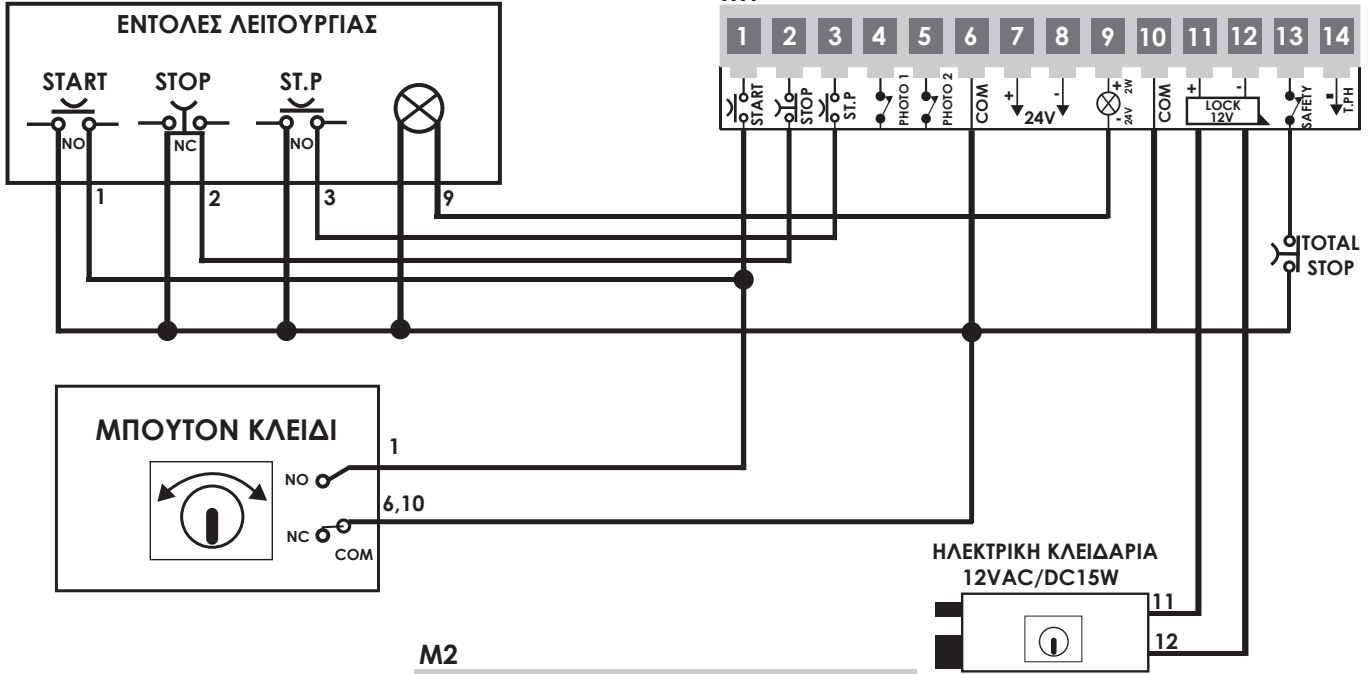 ΕΝΤΟΛΕΣ ΛΕΙΤΟΥΡΓΙΑΣ
START STOP ST.P
NO NC NO
1 2 3 9
1 2 3 4 5 6 7 8 9 10 11 12 13 14
START
STOP
ST.P
PHOTO 1
PHOTO 2
COM
+ -
24V
+ 2W
- 24V
COM
+ -
LOCK
12V
SAFETY
T.PH
TOTAL
STOP
ΜΠΟΥΤΟΝ ΚΛΕΙΔΙ
NO
NC
COM
1
6,10
ΗΛΕΚΤΡΙΚΗ ΚΛΕΙΔΑΡΙΑ
12VAC/DC15W
11
12
M2